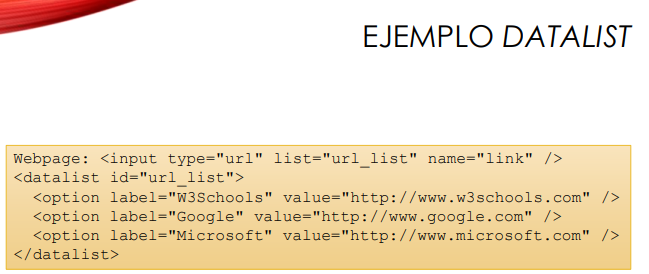 EJEMPLO DATALIST
Webpage: <input type="url" list="url_list" name="link" />
<datalist id="url_list">
  <option label="W3Schools" value="http://www.w3schools.com" />
  <option label="Google" value="http://www.google.com" />
  <option label="Microsoft" value="http://www.microsoft.com" />
</datalist>